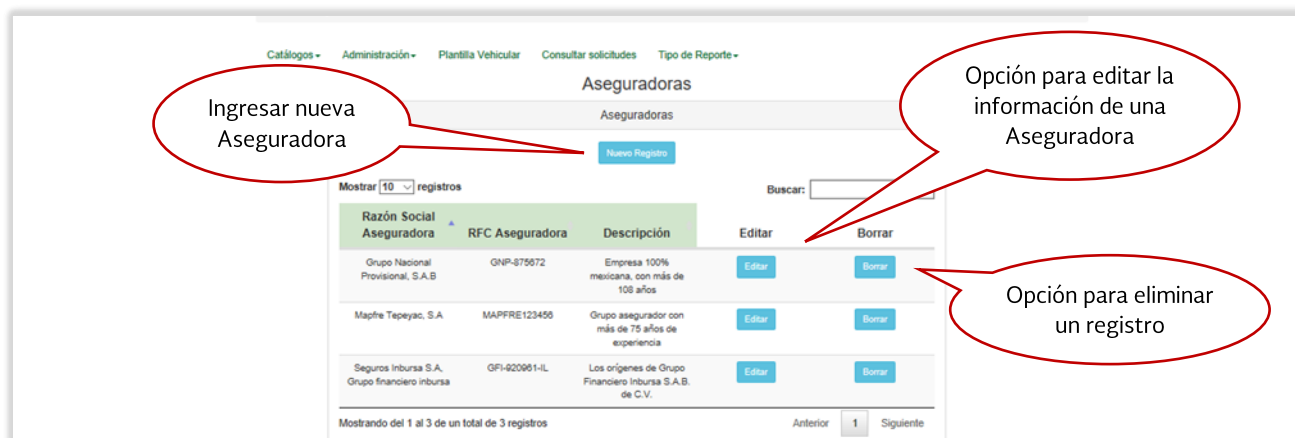 Catálogos Administración Plantilla Vehicular Consultar solicitudes Tipo de Reporte
Aseguradoras
Aseguradoras
Ingresar nueva
Aseguradora
Opción para editar la
información de una
Aseguradora
Nuevo Registro
Mostrar 10 registros
Buscar:
Razón Social
Aseguradora
RFC Aseguradora
Descripción
Editar
Borrar
Grupo Nacional
Provisional, S.A.B
GNP-875672
Empresa 100%
mexicana, con más de
108 años
Editar
Borrar
Opción para eliminar
un registro
Mapfre Tepeyac, S.A
MAPFRE123456
Grupo asegurador con
más de 75 años de
experiencia
Editar
Borrar
Seguros Inbursa S.A,
Grupo financiero inbursa
GFI-920961-IL
Los orígenes de Grupo
Financiero Inbursa S.A.B.
de C.V.
Editar
Borrar
Mostrando del 1 al 3 de un total de 3 registros
Anterior 1 Siguiente